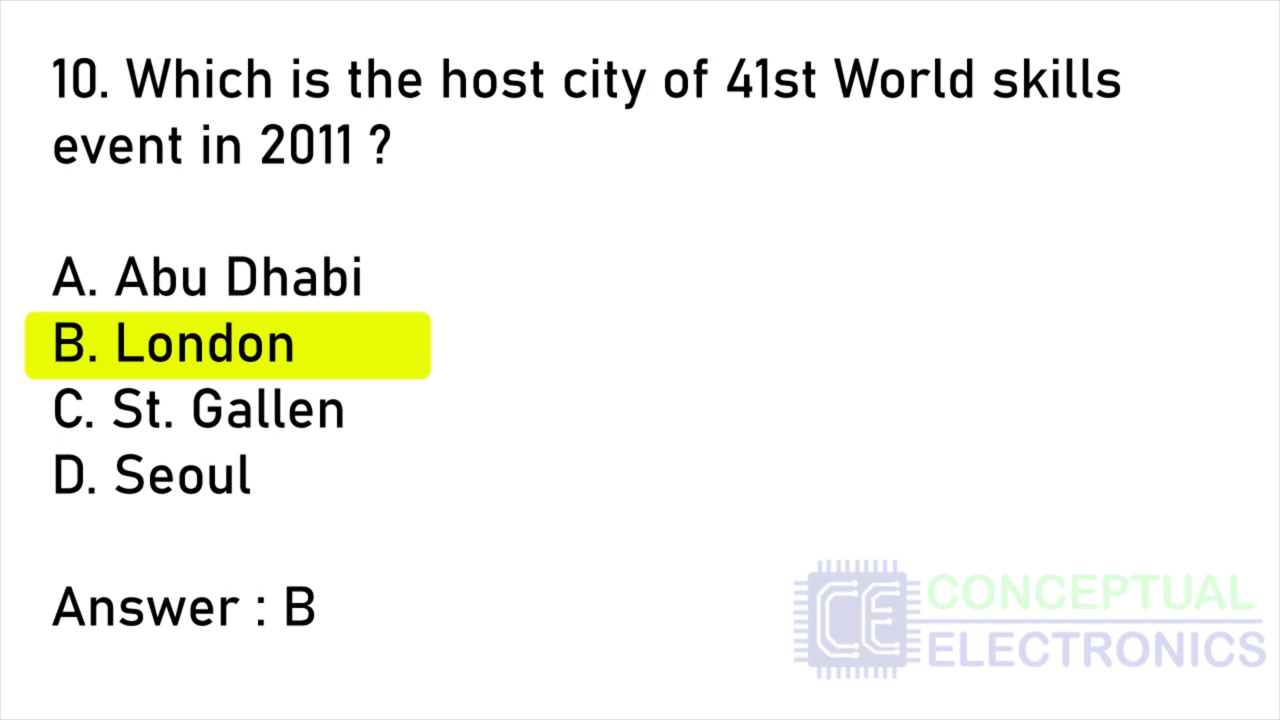 10. Which is the host city of 41st World skills
event in 2011 ?
A. Abu Dhabi
B. London
C. St. Gallen
D. Seoul
Answer : B
CE
CONCEPTUAL
ELECTRONICS